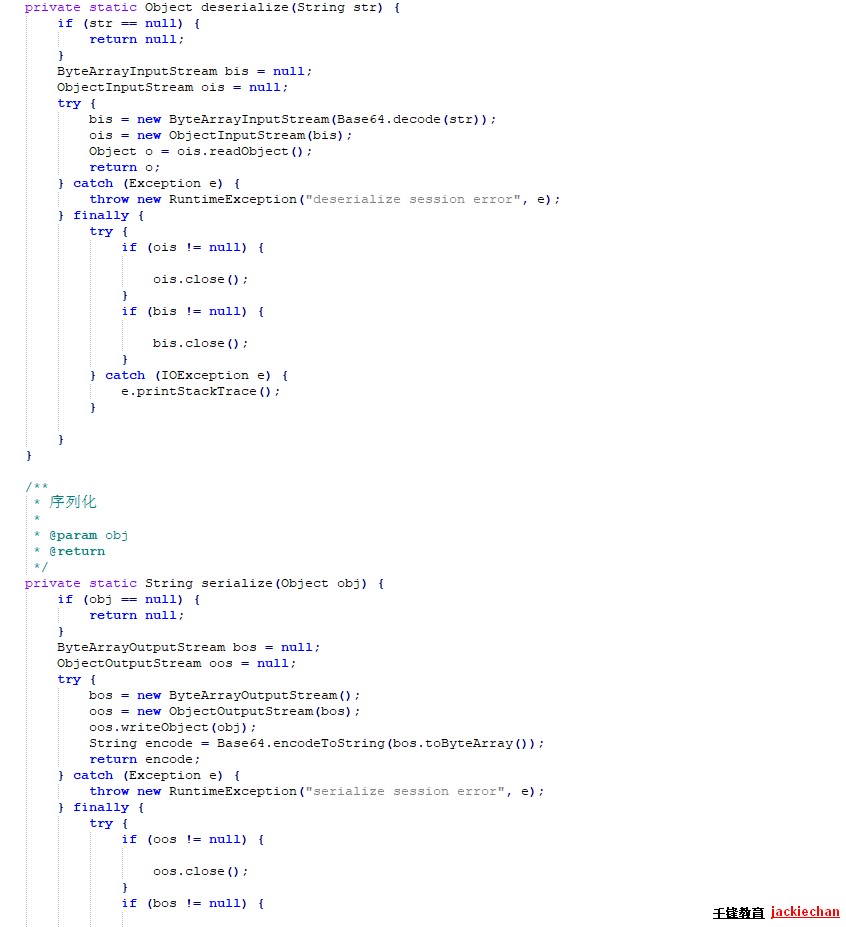 private static Object deserialize(String str) {
    if (str == null) {
        return null;
    }
    ByteArrayInputStream bis = null;
    ObjectInputStream ois = null;
    try {
        bis = new ByteArrayInputStream(Base64.decode(str));
        ois = new ObjectInputStream(bis);
        Object o = ois.readObject();
        return o;
    } catch (Exception e) {
        throw new RuntimeException("deserialize session error", e);
    } finally {
        try {
            if (ois != null) {
                ois.close();
            }
            if (bis != null) {
                bis.close();
            }
        } catch (IOException e) {
            e.printStackTrace();
        }
    }
}
/**
 * 序列化
 *
 * @param obj
 * @return
 */
private static String serialize(Object obj) {
    if (obj == null) {
        return null;
    }
    ByteArrayOutputStream bos = null;
    ObjectOutputStream oos = null;
    try {
        bos = new ByteArrayOutputStream();
        oos = new ObjectOutputStream(bos);
        oos.writeObject(obj);
        String encode = Base64.encodeToString(bos.toByteArray());
        return encode;
    } catch (Exception e) {
        throw new RuntimeException("serialize session error", e);
    } finally {
        try {
            if (oos != null) {
                oos.close();
            }
            if (bos != null) {
千锋教育 jackiechan